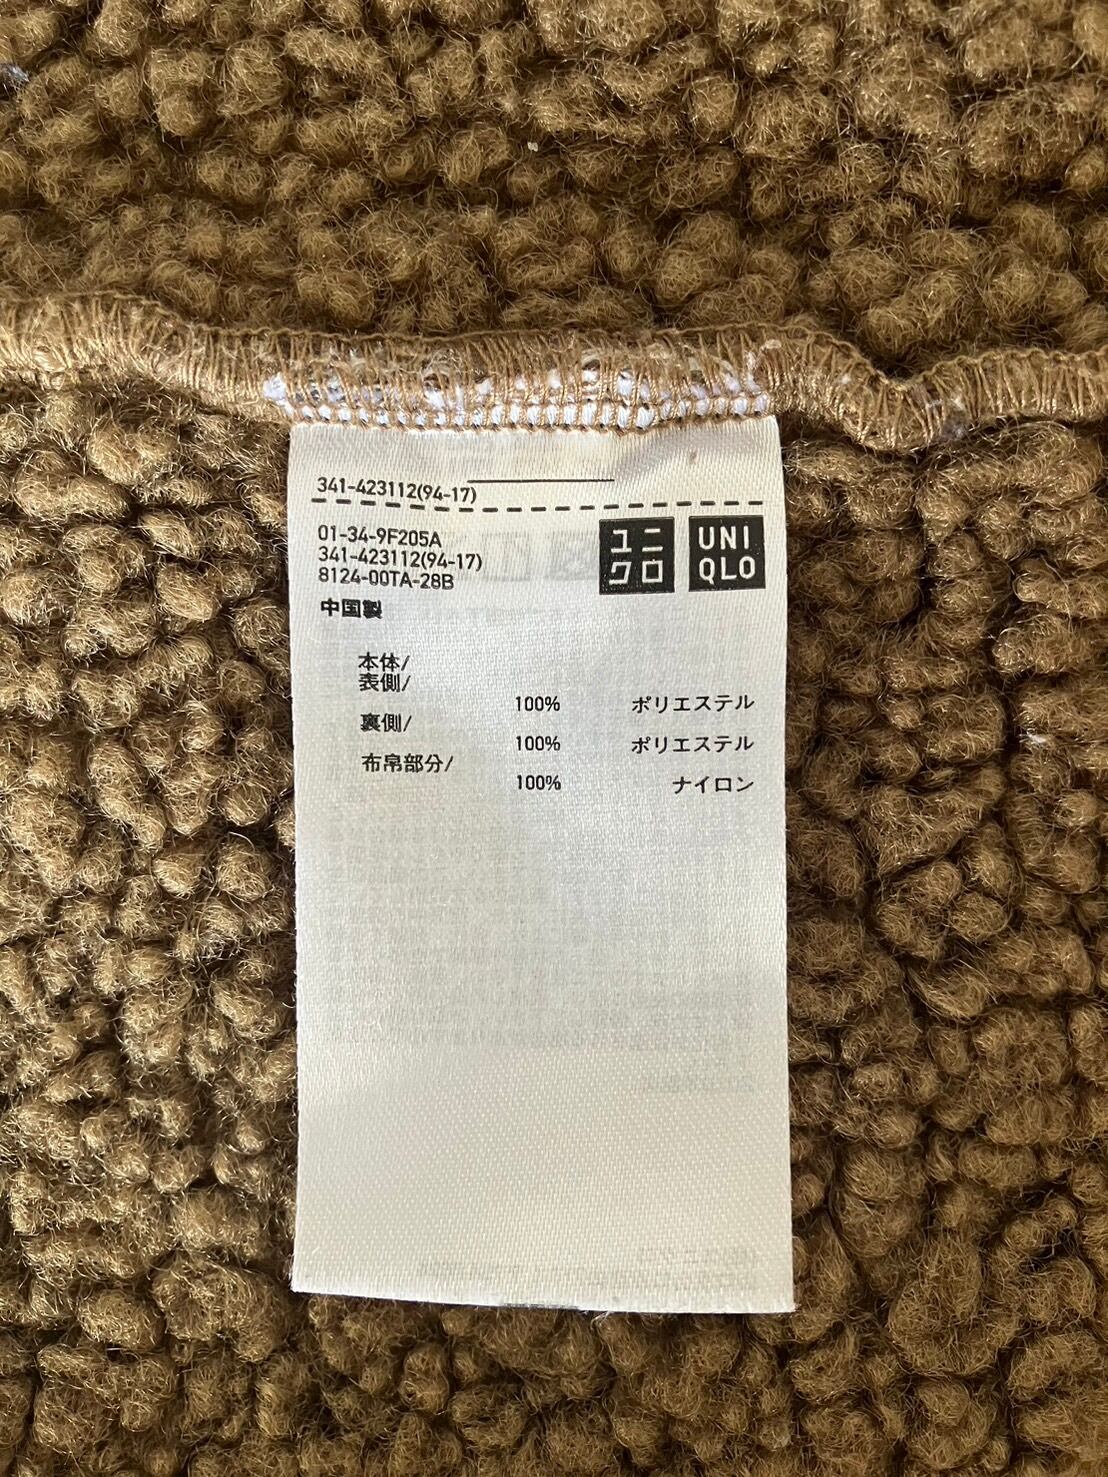 341-423112(94-17)
01-34-9F205A
341-423112(94-17)
8124-00TA-28B
中国製
ユニ
クロ
UNI
QLO
本体/
表側/
100% ポリエステル
裏側/
100% ポリエステル
布帛部分/
100% ナイロン